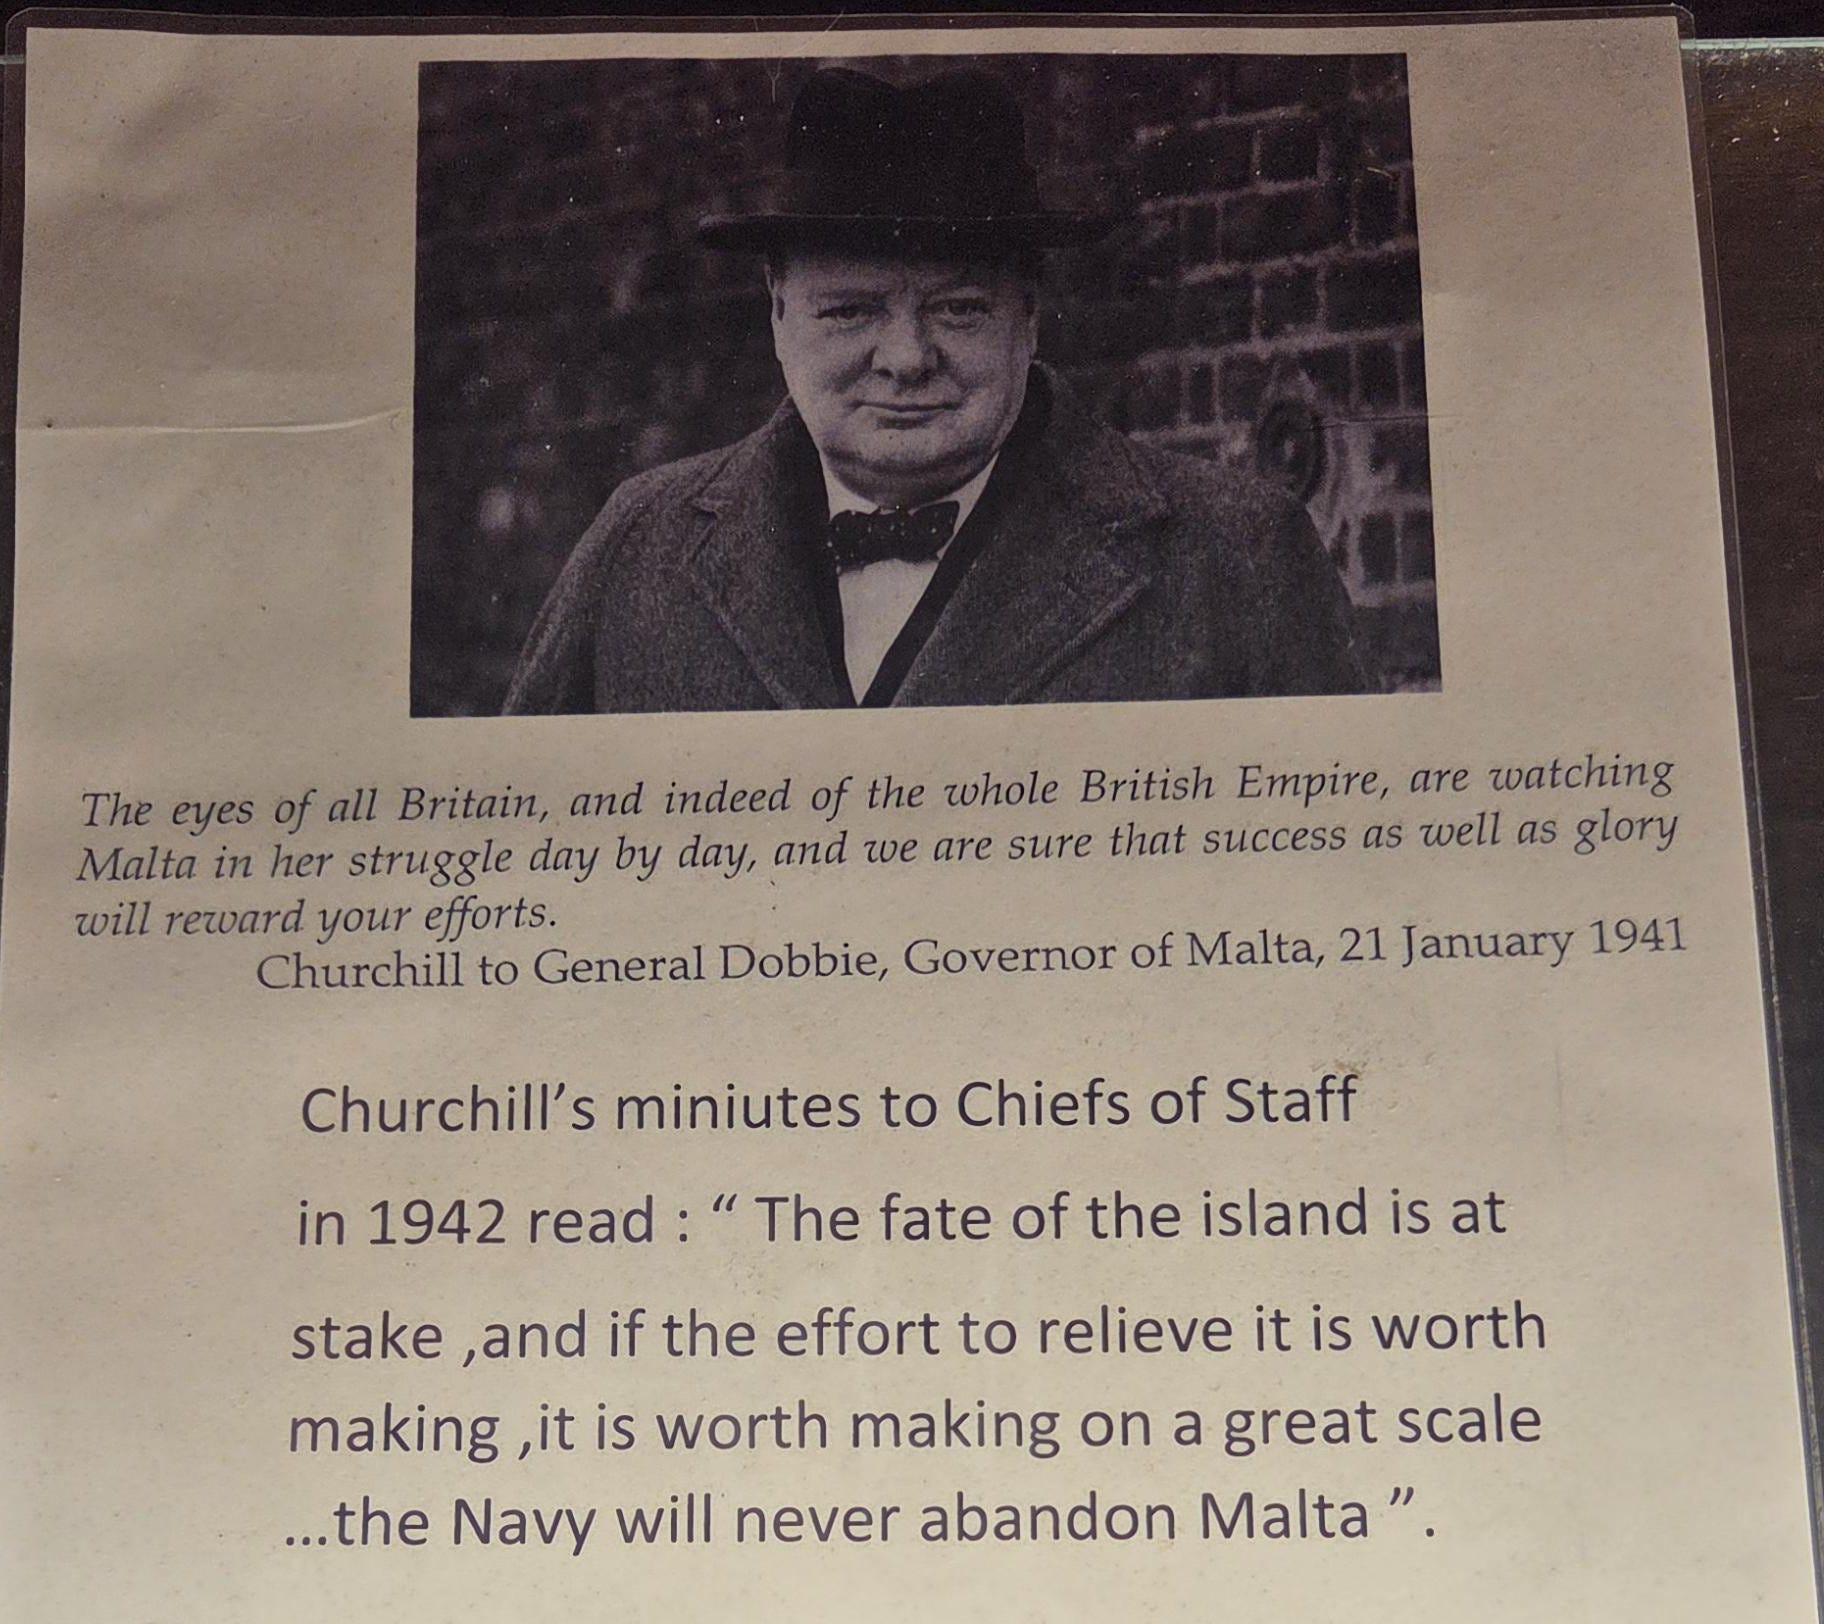 The eyes of all Britain, and indeed of the whole British Empire, are watching
Malta in her struggle day by day, and we are sure that success as well as glory
will reward your efforts.
Churchill to General Dobbie, Governor of Malta, 21 January 1941
Churchill’s miniutes to Chiefs of Staff
in 1942 read : “ The fate of the island is at
stake ,and if the effort to relieve it is worth
making ,it is worth making on a great scale
...the Navy will never abandon Malta ”.